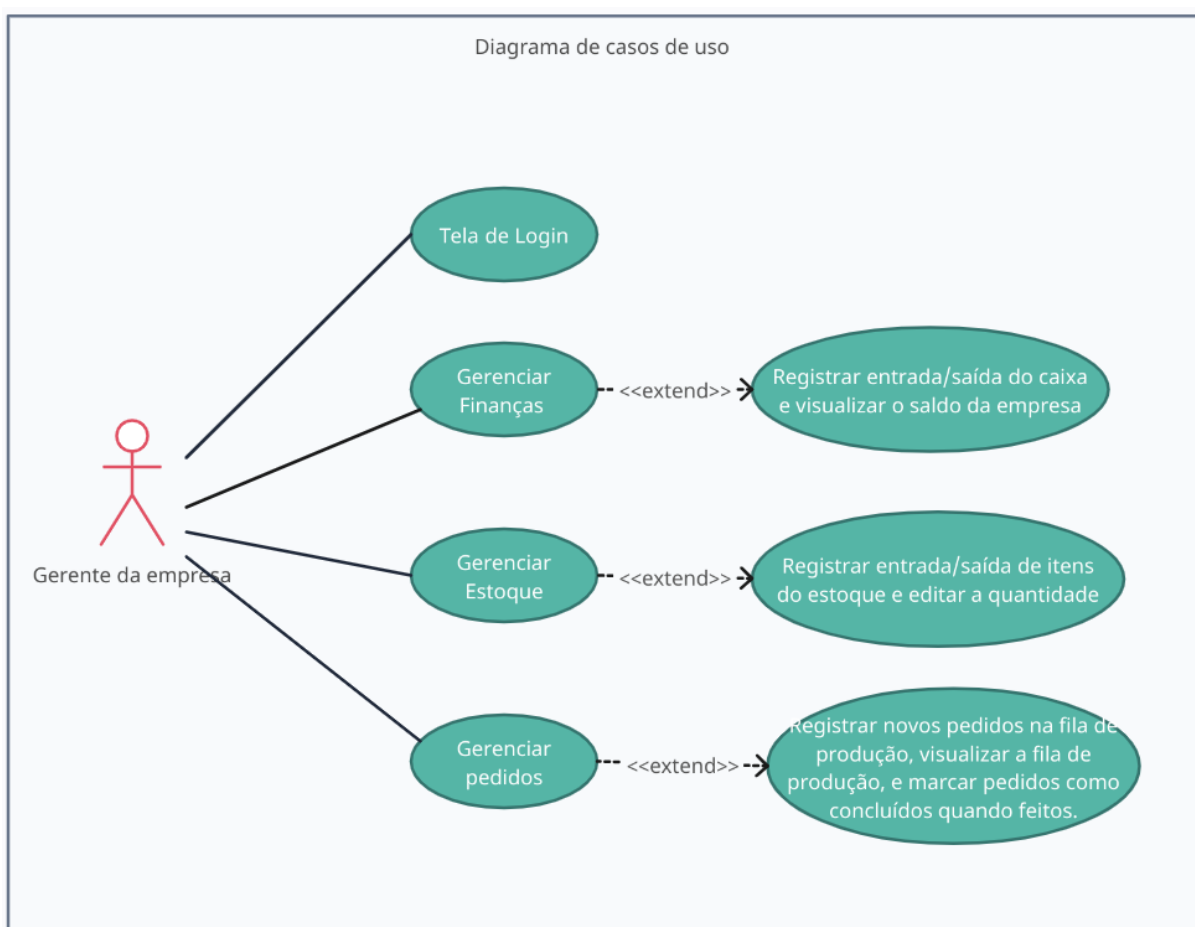 Diagrama de casos de uso
Tela de Login
Gerenciar
Finanças
<<extend>>
Registrar entrada/saída do caixa
e visualizar o saldo da empresa
Gerente da empresa
Gerenciar
Estoque
<<extend>>
Registrar entrada/saída de itens
do estoque e editar a quantidade
Gerenciar
pedidos
<<extend>>
Registrar novos pedidos na fila de
produção, visualizar a fila de
produção, e marcar pedidos como
concluídos quando feitos.